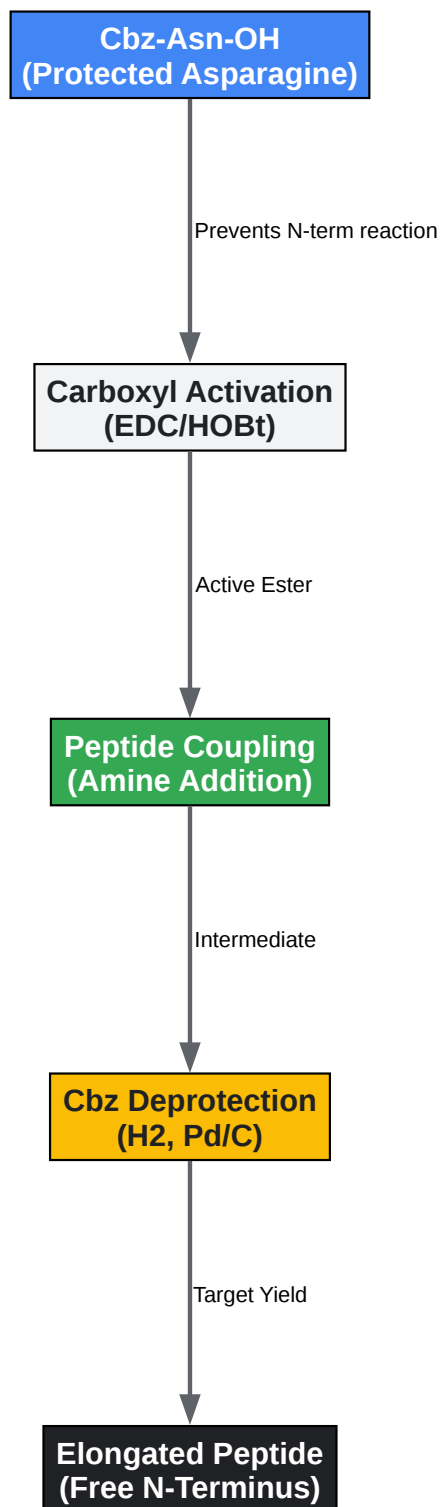 Cbz-Asn-OH
(Protected Asparagine)
Prevents N-term reaction
Carboxyl Activation
(EDC/HOBt)
Active Ester
Peptide Coupling
(Amine Addition)
Intermediate
Cbz Deprotection
(H2, Pd/C)
Target Yield
Elongated Peptide
(Free N-Terminus)